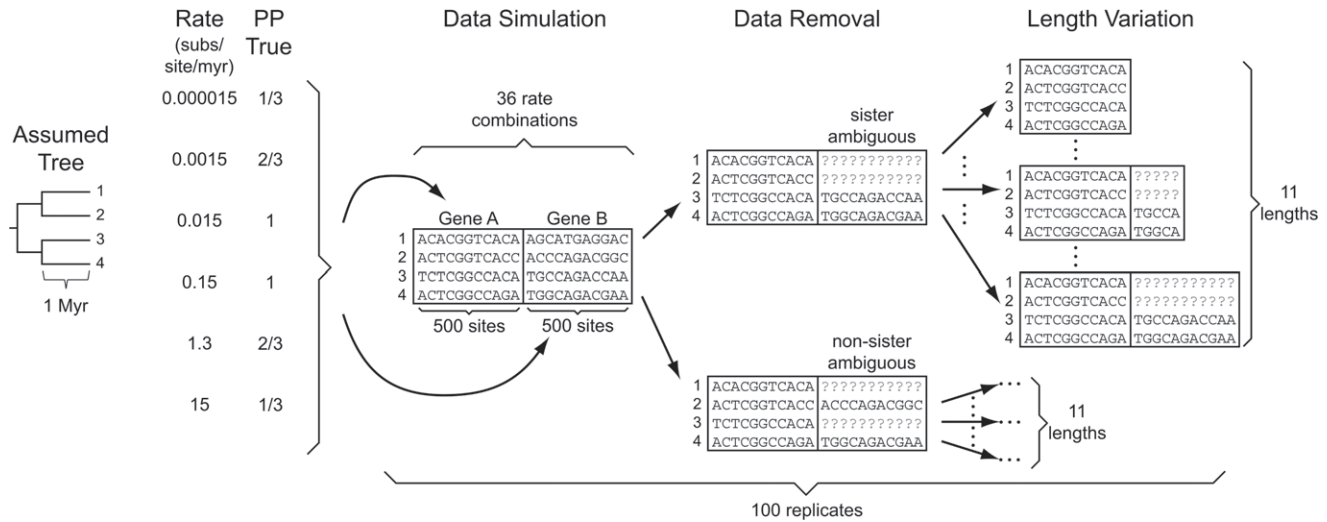 Rate
(subs/
site/myr)
PP
True
Data Simulation
Data Removal
Length Variation
Assumed
Tree
1
2
3
4
1 Myr
0.000015 1/3
0.0015 2/3
0.015 1
0.15 1
1.3 2/3
15 1/3
36 rate
combinations
Gene A Gene B
1 ACACGGTCACA AGCATGAGGAC
2 ACTCGGTCACC ACCCAGACGGC
3 TCTCGGCCACA TGCCAGACCAA
4 ACTCGGCCAGA TGGCAGACGAA
500 sites 500 sites
sister
ambiguous
1 ACACGGTCACA ???????????
2 ACTCGGTCACC ???????????
3 TCTCGGCCACA TGCCAGACCAA
4 ACTCGGCCAGA TGGCAGACGAA
non-sister
ambiguous
1 ACACGGTCACA ???????????
2 ACTCGGTCACC ACCCAGACGGC
3 TCTCGGCCACA ???????????
4 ACTCGGCCAGA TGGCAGACGAA
1 ACACGGTCACA
2 ACTCGGTCACC
3 TCTCGGCCACA
4 ACTCGGCCAGA
1 ACACGGTCACA ?????
2 ACTCGGTCACC ?????
3 TCTCGGCCACA TGCCA
4 ACTCGGCCAGA TGGCA
1 ACACGGTCACA ???????????
2 ACTCGGTCACC ???????????
3 TCTCGGCCACA TGCCAGACCAA
4 ACTCGGCCAGA TGGCAGACGAA
11
lengths
11
lengths
100 replicates